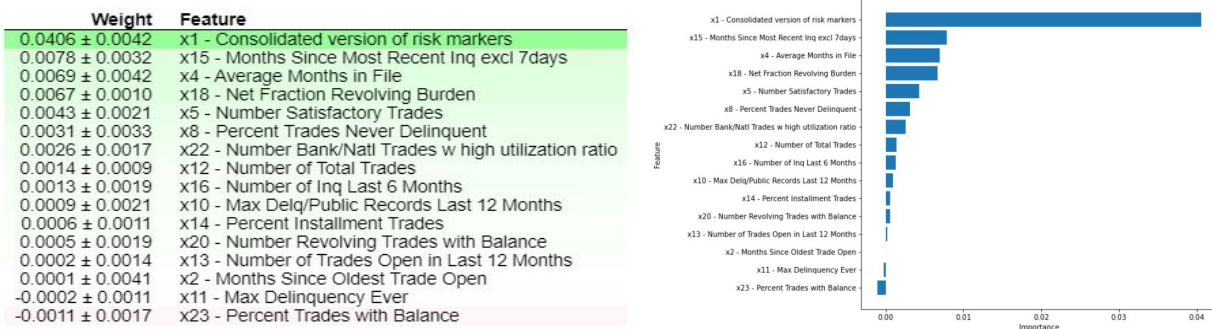 Weight Feature
0.0406 ± 0.0042 x1 - Consolidated version of risk markers
0.0078 ± 0.0032 x15 - Months Since Most Recent Inq excl 7days
0.0069 ± 0.0042 x4 - Average Months in File
0.0067 ± 0.0010 x18 - Net Fraction Revolving Burden
0.0043 ± 0.0021 x5 - Number Satisfactory Trades
0.0031 ± 0.0033 x8 - Percent Trades Never Delinquent
0.0026 ± 0.0017 x22 - Number Bank/Natl Trades w high utilization ratio
0.0014 ± 0.0009 x12 - Number of Total Trades
0.0013 ± 0.0019 x16 - Number of Inq Last 6 Months
0.0009 ± 0.0021 x10 - Max Delq/Public Records Last 12 Months
0.0006 ± 0.0011 x14 - Percent Installment Trades
0.0005 ± 0.0019 x20 - Number Revolving Trades with Balance
0.0002 ± 0.0014 x13 - Number of Trades Open in Last 12 Months
0.0001 ± 0.0041 x2 - Months Since Oldest Trade Open
-0.0002 ± 0.0011 x11 - Max Delinquency Ever
-0.0011 ± 0.0017 x23 - Percent Trades with Balance
Feature
x1 - Consolidated version of risk markers
x15 - Months Since Most Recent Inq excl 7days
x4 - Average Months in File
x18 - Net Fraction Revolving Burden
x5 - Number Satisfactory Trades
x8 - Percent Trades Never Delinquent
x22 - Number Bank/Natl Trades w high utilization ratio
x12 - Number of Total Trades
x16 - Number of Inq Last 6 Months
x10 - Max Delq/Public Records Last 12 Months
x14 - Percent Installment Trades
x20 - Number Revolving Trades with Balance
x13 - Number of Trades Open in Last 12 Months
x2 - Months Since Oldest Trade Open
x11 - Max Delinquency Ever
x23 - Percent Trades with Balance
0.00 0.01 0.02 0.03 0.04
Importance